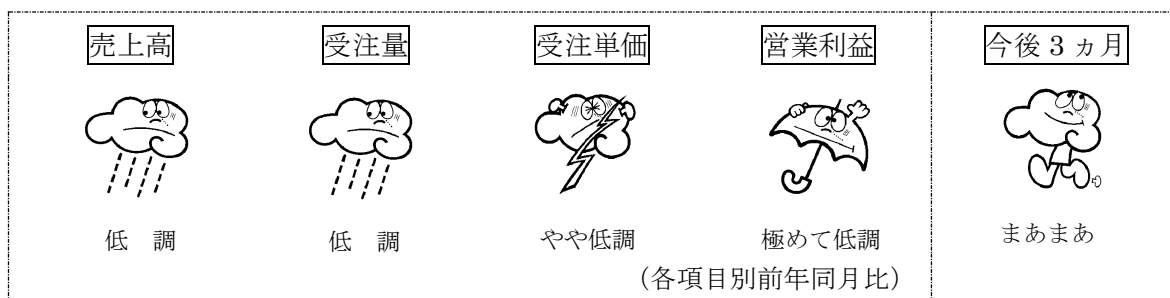 売上高 受注量 受注単価 営業利益 今後3ヵ月
低 調 低 調 やや低調 極めて低調 まあまあ
(各項目別前年同月比)